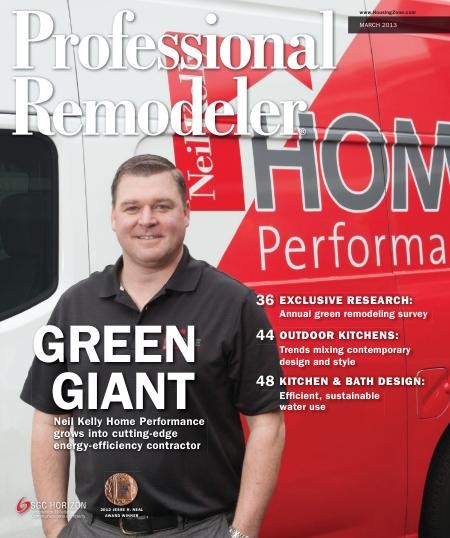 www.HousingZone.com
MARCH 2013
Professional
Remodeler®
Neil Kelly
HOM
Performa
36 EXCLUSIVE RESEARCH:
Annual green remodeling survey
44 OUTDOOR KITCHENS:
Trends mixing contemporary
design and style
48 KITCHEN & BATH DESIGN:
Efficient, sustainable
water use
GREEN
GIANT
Neil Kelly Home Performance
grows into cutting-edge
energy-efficiency contractor
SGC HORIZON
2012 JESSE H. NEAL
AWARD WINNER